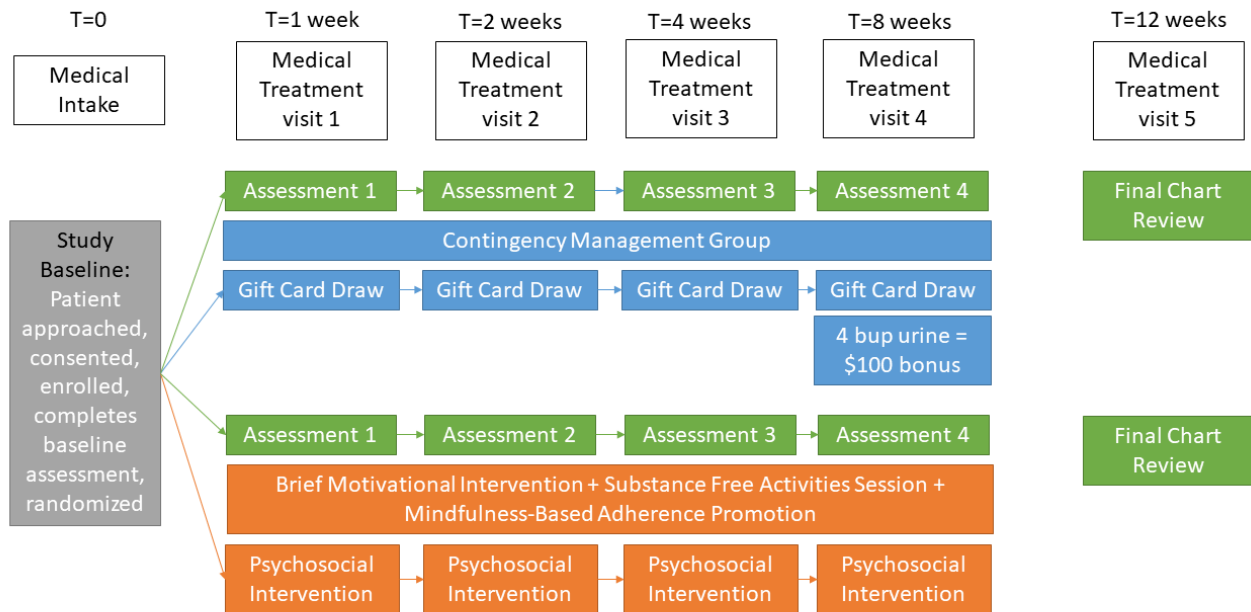 T=0
T=1 week
T=2 weeks
T=4 weeks
T=8 weeks
T=12 weeks
Medical
Intake
Medical
Treatment
visit 1
Medical
Treatment
visit 2
Medical
Treatment
visit 3
Medical
Treatment
visit 4
Medical
Treatment
visit 5
Study
Baseline:
Patient
approached,
consented,
enrolled,
completes
baseline
assessment,
randomized
Assessment 1
Assessment 2
Assessment 3
Assessment 4
Final Chart
Review
Contingency Management Group
Gift Card Draw
Gift Card Draw
Gift Card Draw
Gift Card Draw
4 bup urine =
$100 bonus
Assessment 1
Assessment 2
Assessment 3
Assessment 4
Final Chart
Review
Brief Motivational Intervention + Substance Free Activities Session +
Mindfulness-Based Adherence Promotion
Psychosocial
Intervention
Psychosocial
Intervention
Psychosocial
Intervention
Psychosocial
Intervention